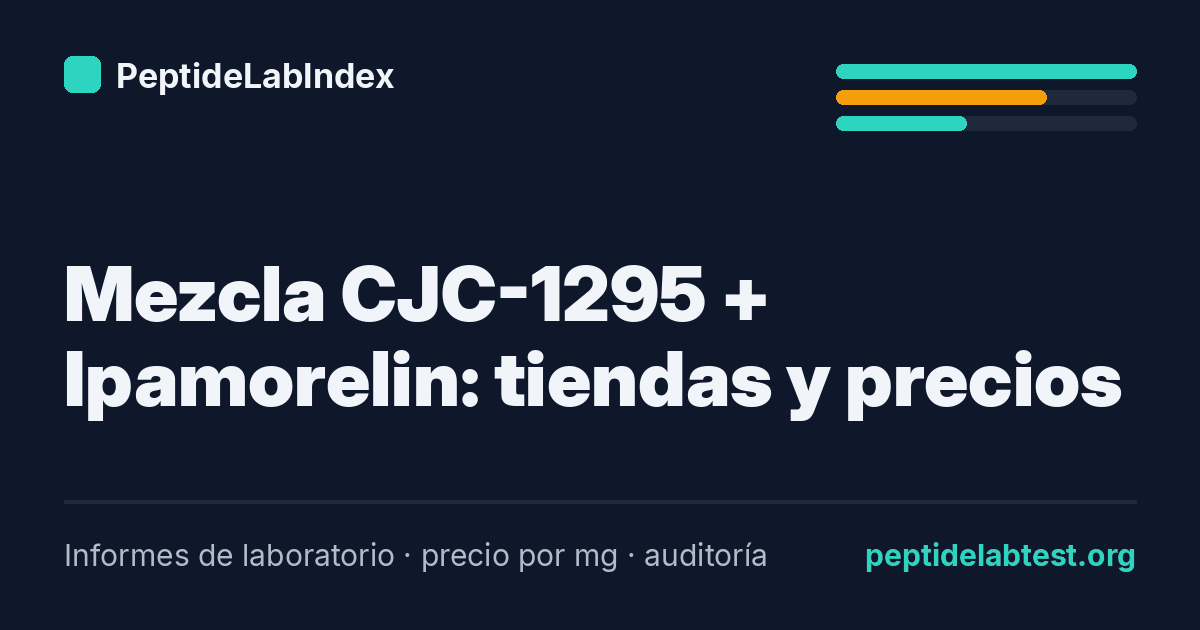 PeptideLabIndex
Mezcla CJC-1295 +
Ipamorelin: tiendas y precios
Informes de laboratorio · precio por mg · auditoría
peptidelabtest.org